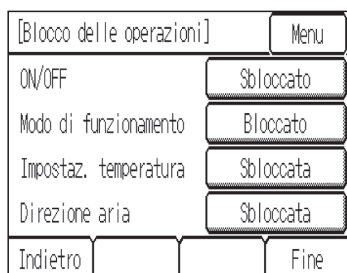 [Blocco delle operazioni] Menu
ON/OFF Sbloccato
Modo di funzionamento Bloccato
Impostaz. temperatura Sbloccata
Direzione aria Sbloccata
Indietro Fine